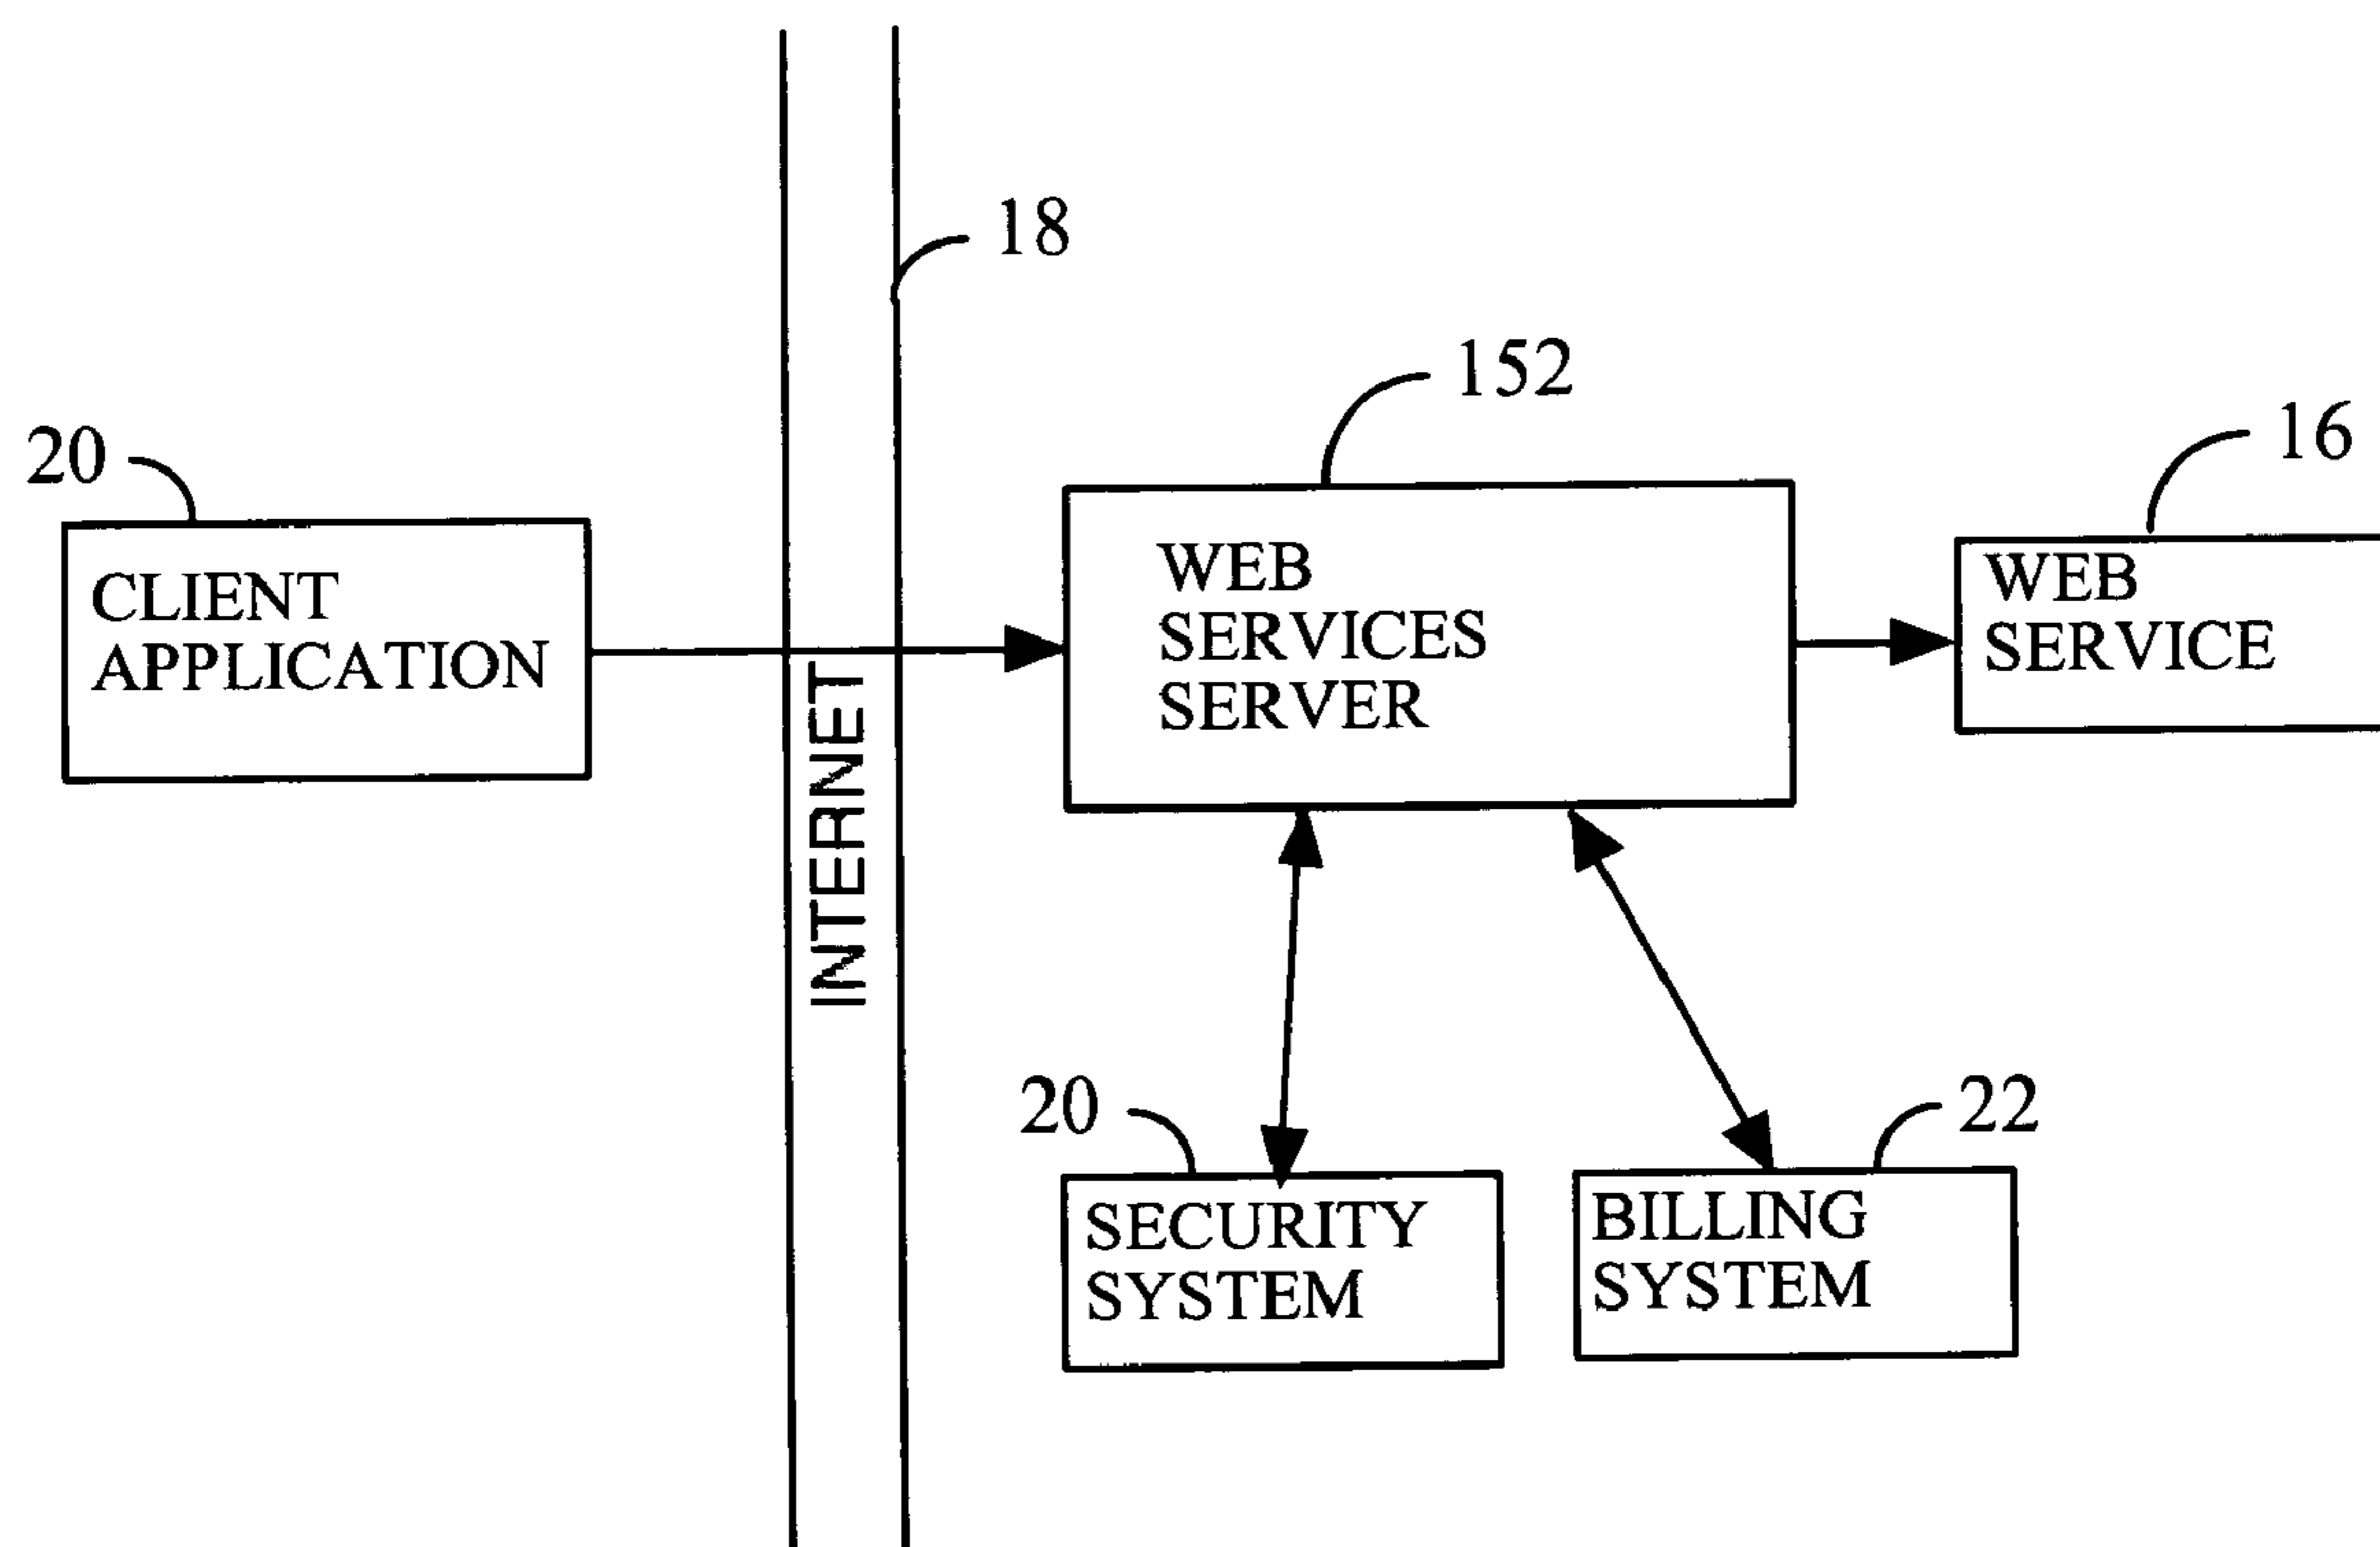 18
152
16
20
CLIENT
APPLICATION
WEB
SERVICES
SERVER
WEB
SERVICE
INTERNET
20
22
SECURITY
SYSTEM
BILLING
SYSTEM